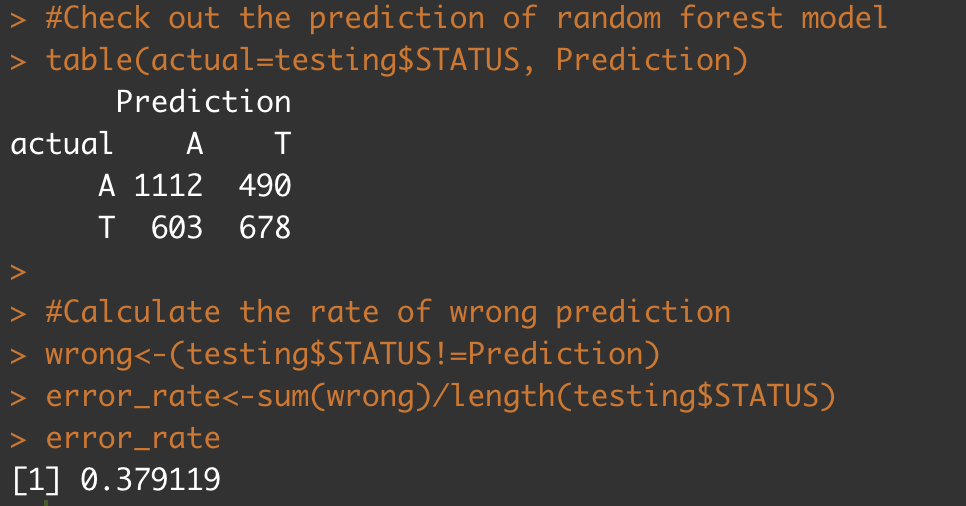 > #Check out the prediction of random forest model
> table(actual=testing$STATUS, Prediction)
      Prediction
actual    A    T
     A 1112  490
     T  603  678
>
> #Calculate the rate of wrong prediction
> wrong<-(testing$STATUS!=Prediction)
> error_rate<-sum(wrong)/length(testing$STATUS)
> error_rate
[1] 0.379119